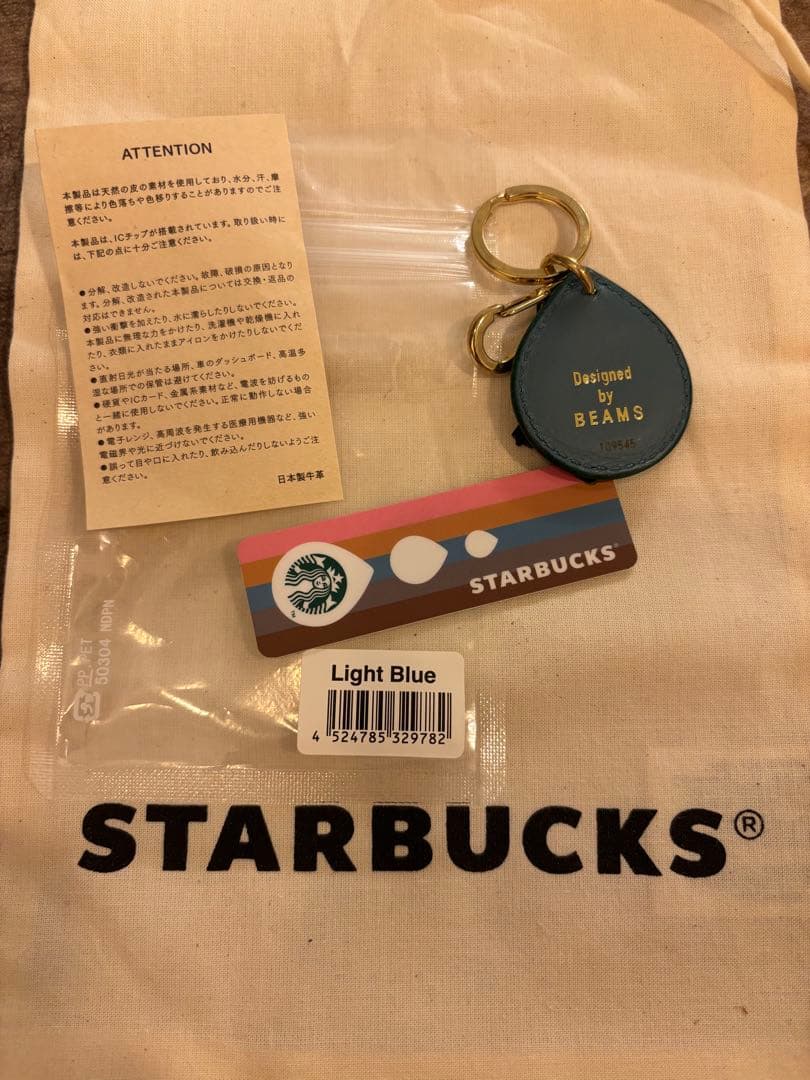 ATTENTION
本製品は天然の皮の素材を使用しており、水分、汗、摩
擦等により色落ちや色移りすることがありますのでご注
意ください。
本製品は、ICチップが搭載されています。取り扱い時に
は、下記の点に十分ご注意ください。
●分解、改造しないでください。故障、破損の原因となり
ます。分解、改造された本製品については交換・返品の
対応はできません。
●強い衝撃を加えたり、水に濡らしたりしないでください。
本製品に無理な力をかけたり、洗濯機や乾燥機に入れ
たり、衣類に入れたままアイロンをかけたりしないでくだ
さい。
●直射日光が当たる場所、車のダッシュボード、高温多
湿な場所での保管は避けてください。
●硬貨やICカード、金属系素材など、電波を妨げるもの
と一緒に使用しないでください。正常に動作しない場合
があります。
●電子レンジ、高周波を発生する医療用機器など、強い
電磁界や光に近づけないでください。
●誤って目や口に入れたり、飲み込んだりしないようご注
意ください。
日本製牛革
Designed
by
BEAMS
109545
STARBUCKS®
TM
PP, PET
50304 NDPN
Light Blue
4 524785 329782
STARBUCKS®